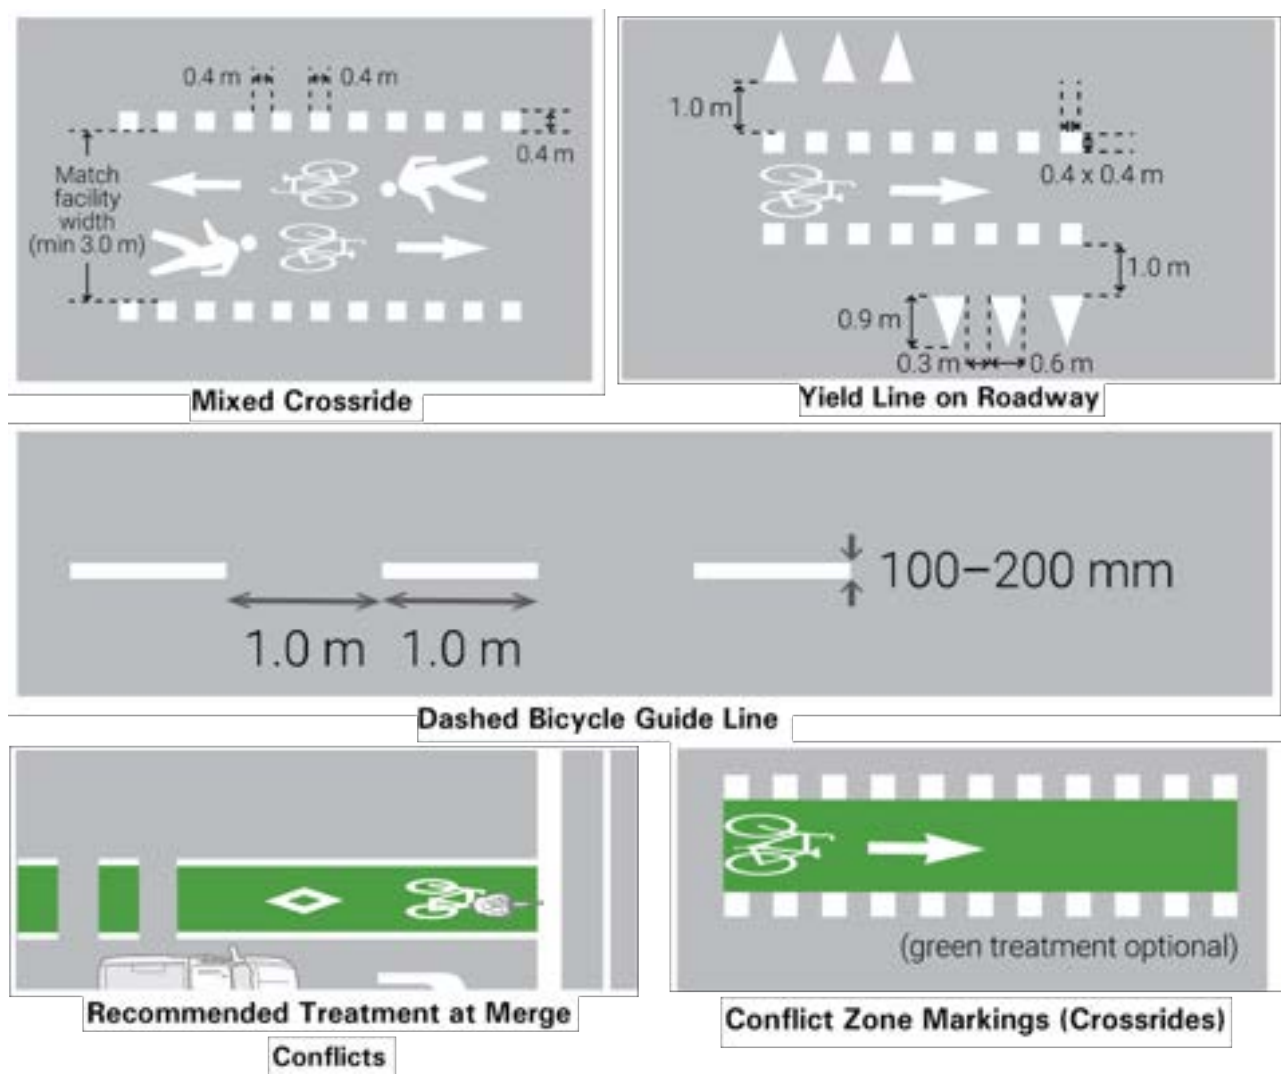 0.4 m 0.4 m
0.4 m
Match
facility
width
(min 3.0 m)
Mixed Crossride
1.0 m
0.4 x 0.4 m
1.0 m
0.9 m
0.3 m 0.6 m
Yield Line on Roadway
100–200 mm
1.0 m 1.0 m
Dashed Bicycle Guide Line
Recommended Treatment at Merge
Conflicts
(green treatment optional)
Conflict Zone Markings (Crossrides)